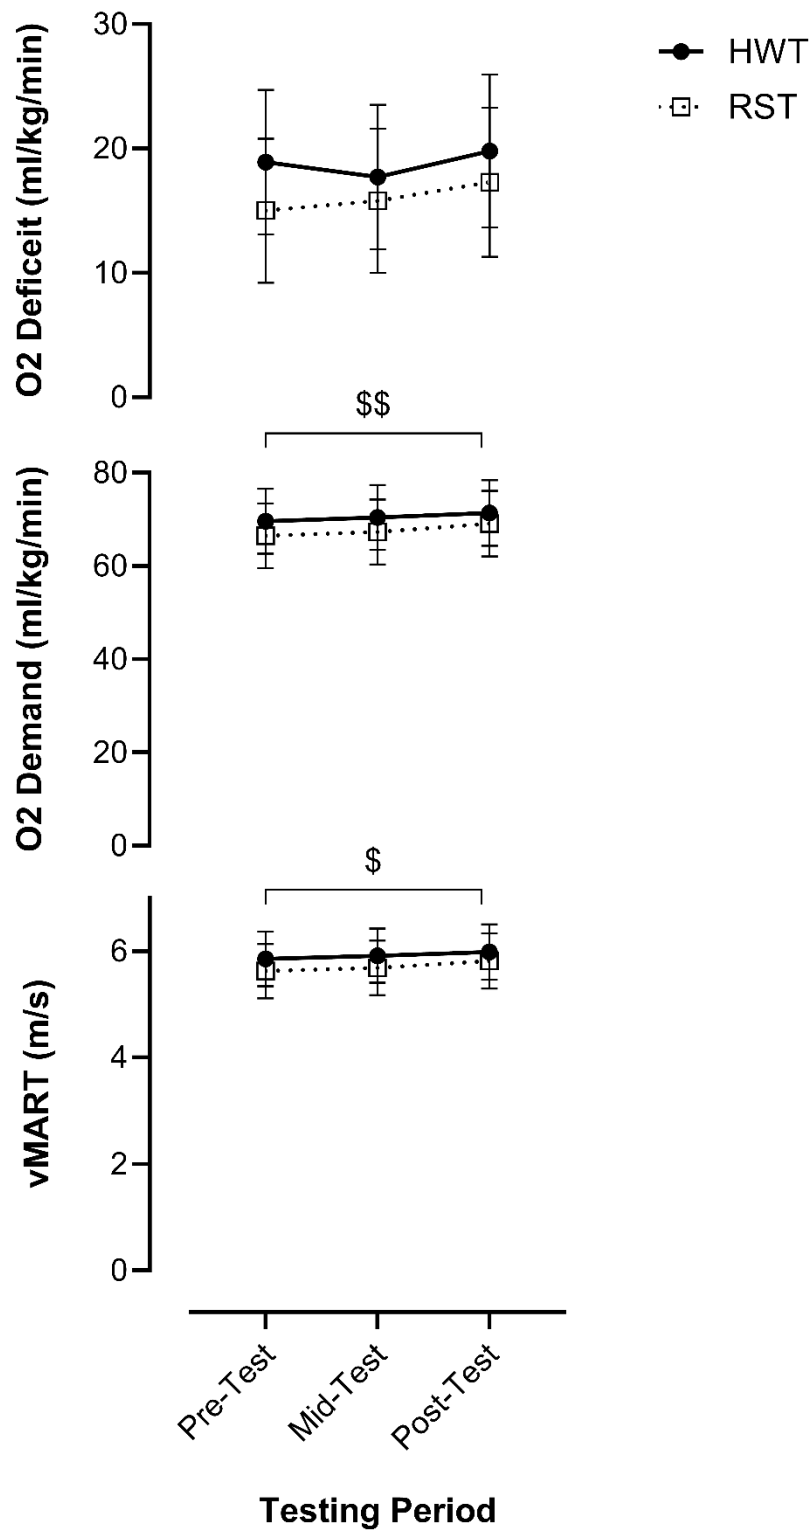 HWT
RST
O2 Deficeit (ml/kg/min)
30
20
10
0
$$
O2 Demand (ml/kg/min)
80
60
40
20
0
$
vMART (m/s)
6
4
2
0
Pre-Test
Mid-Test
Post-Test
Testing Period